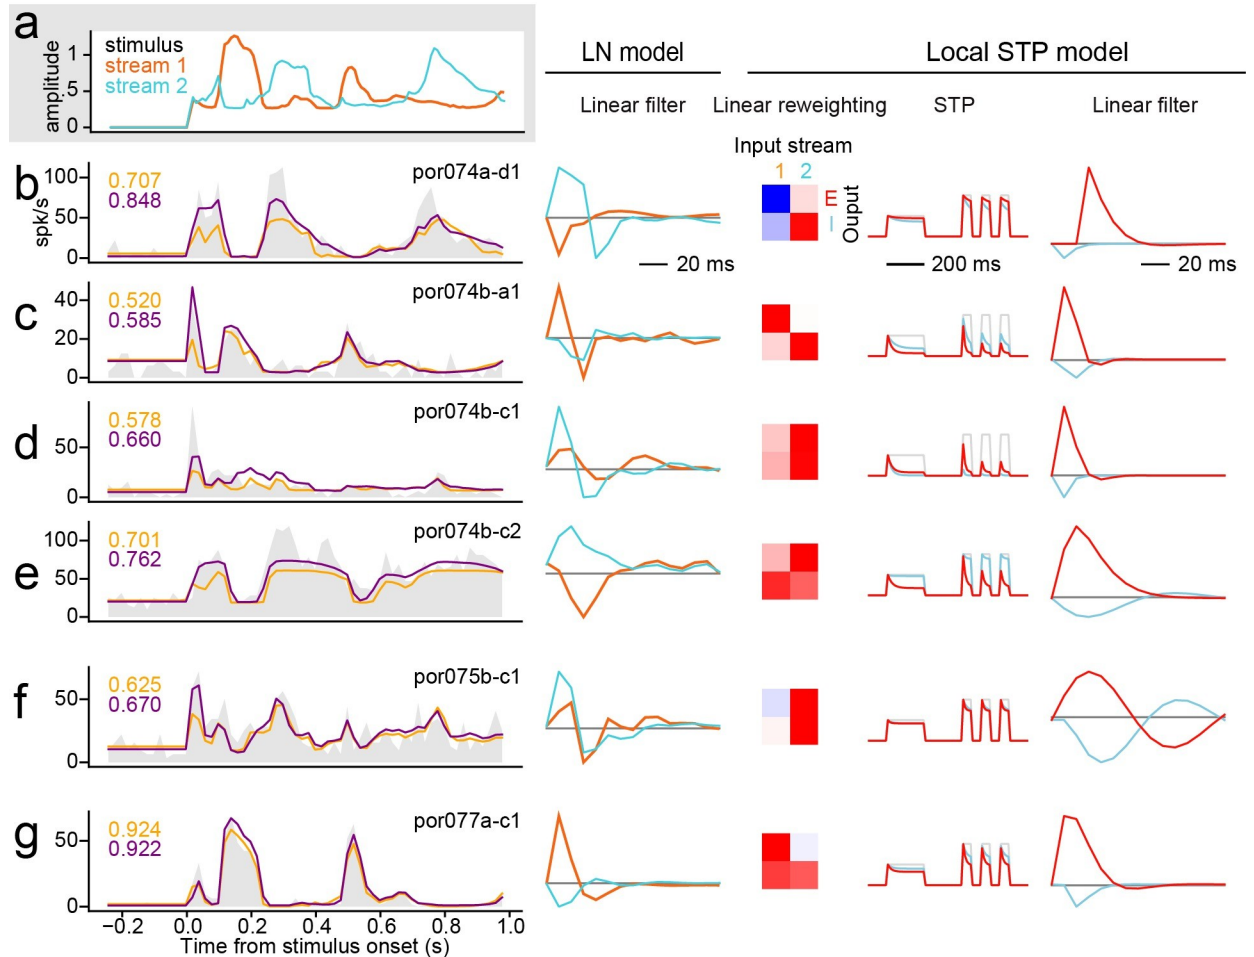 a
amplitude
1
.5
0
stimulus
stream 1
stream 2
LN model
Local STP model
Linear filter
Linear reweighting
STP
Linear filter
Input stream
1 2
E
I
Ouput
b
spk/s
100
50
0
0.707
0.848
por074a-d1
20 ms
200 ms
20 ms
c
40
20
0
0.520
0.585
por074b-a1
d
50
0
0.578
0.660
por074b-c1
e
100
50
0
0.701
0.762
por074b-c2
f
50
0
0.625
0.670
por075b-c1
g
50
0
0.924
0.922
por077a-c1
−0.2 0.0 0.2 0.4 0.6 0.8 1.0
Time from stimulus onset (s)